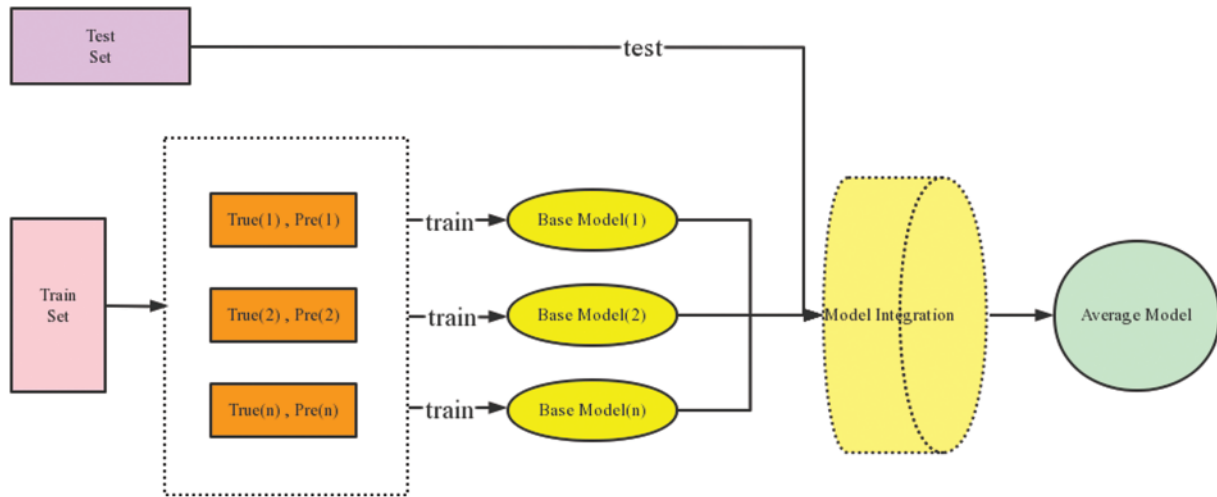 Test
Set
test
Train
Set
True(1) , Pre(1)
train
Base Model(1)
True(2) , Pre(2)
train
Base Model(2)
Model Integration
Average Model
True(n) , Pre(n)
train
Base Model(n)